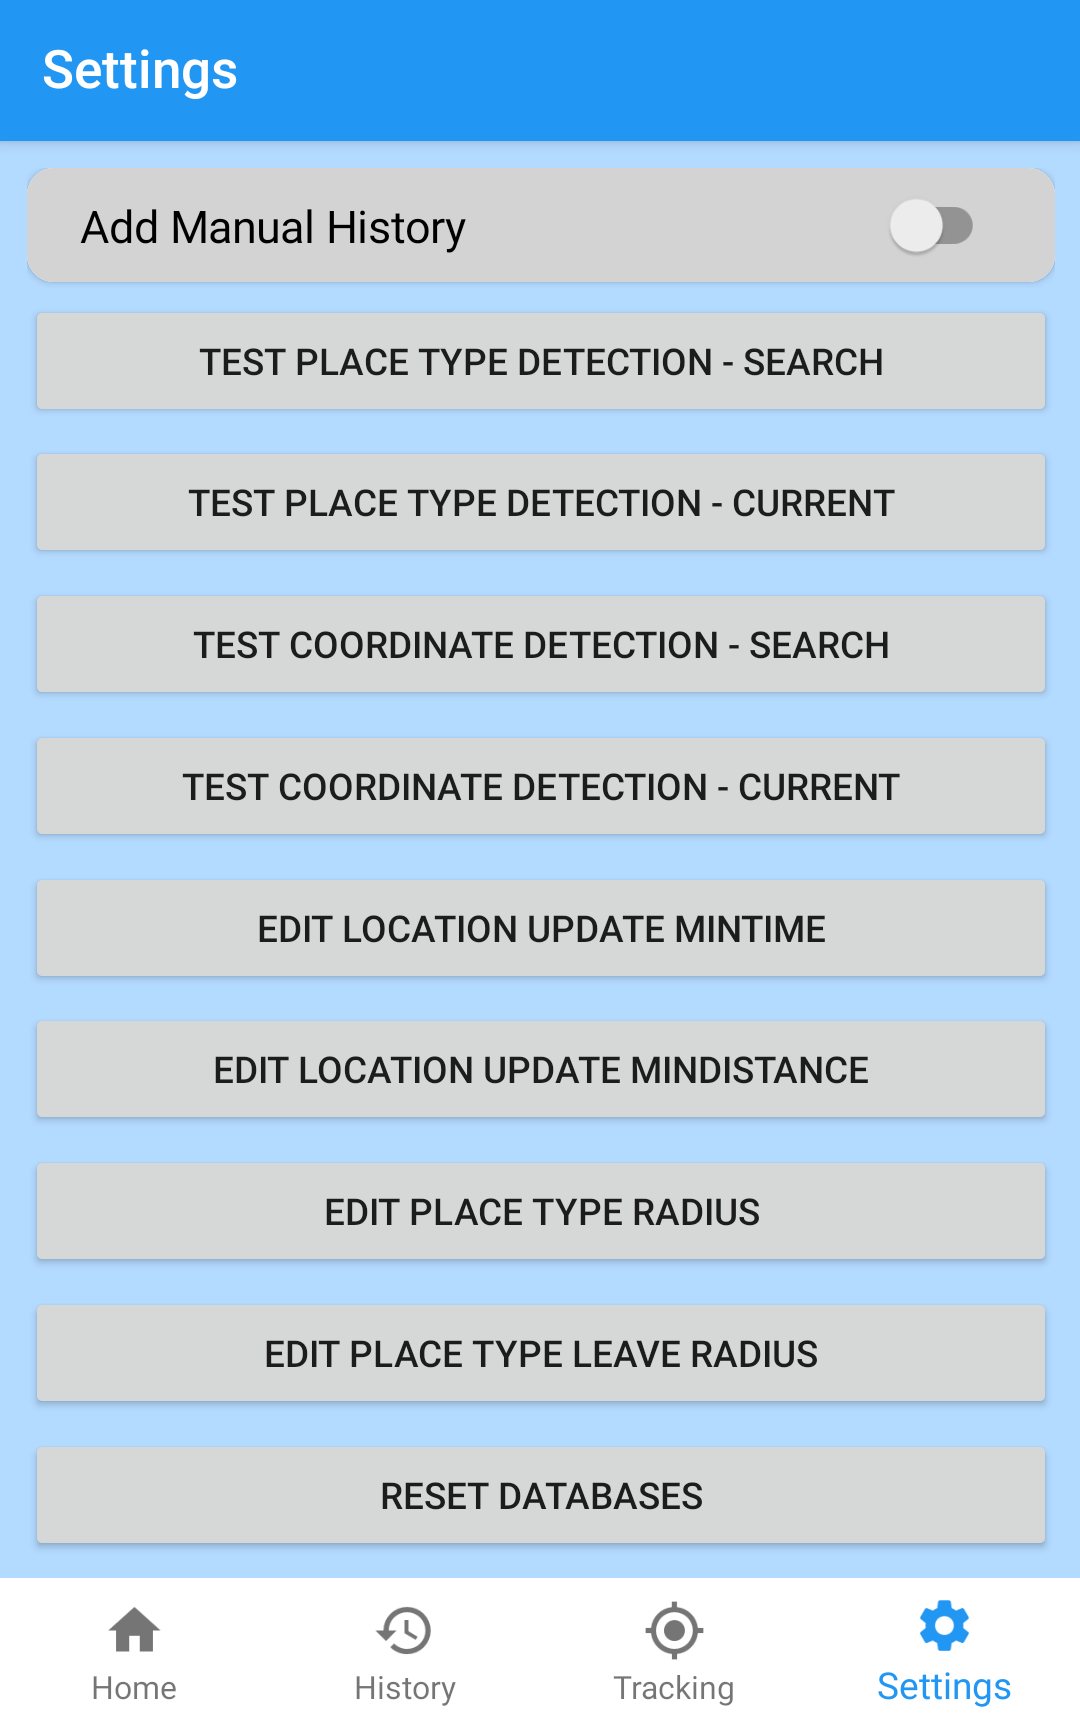 Settings
Add Manual History
TEST PLACE TYPE DETECTION - SEARCH
TEST PLACE TYPE DETECTION - CURRENT
TEST COORDINATE DETECTION - SEARCH
TEST COORDINATE DETECTION - CURRENT
EDIT LOCATION UPDATE MINTIME
EDIT LOCATION UPDATE MINDISTANCE
EDIT PLACE TYPE RADIUS
EDIT PLACE TYPE LEAVE RADIUS
RESET DATABASES
Home History Tracking Settings